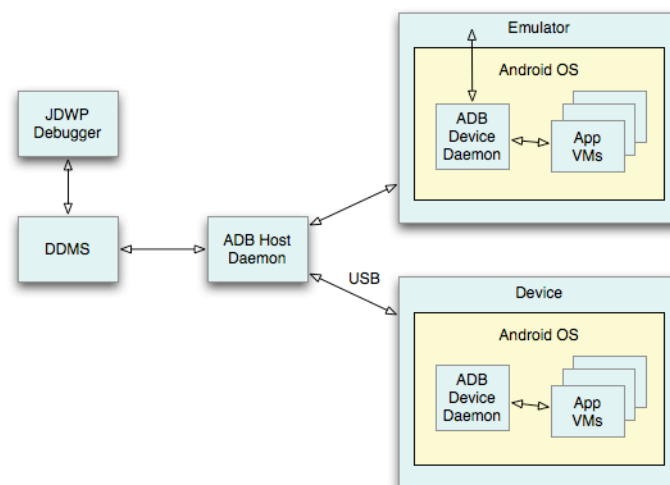 Emulator
Android OS
JDWP
Debugger
ADB
Device
Daemon
App
VMs
DDMS
ADB Host
Daemon
USB
Device
Android OS
ADB
Device
Daemon
App
VMs